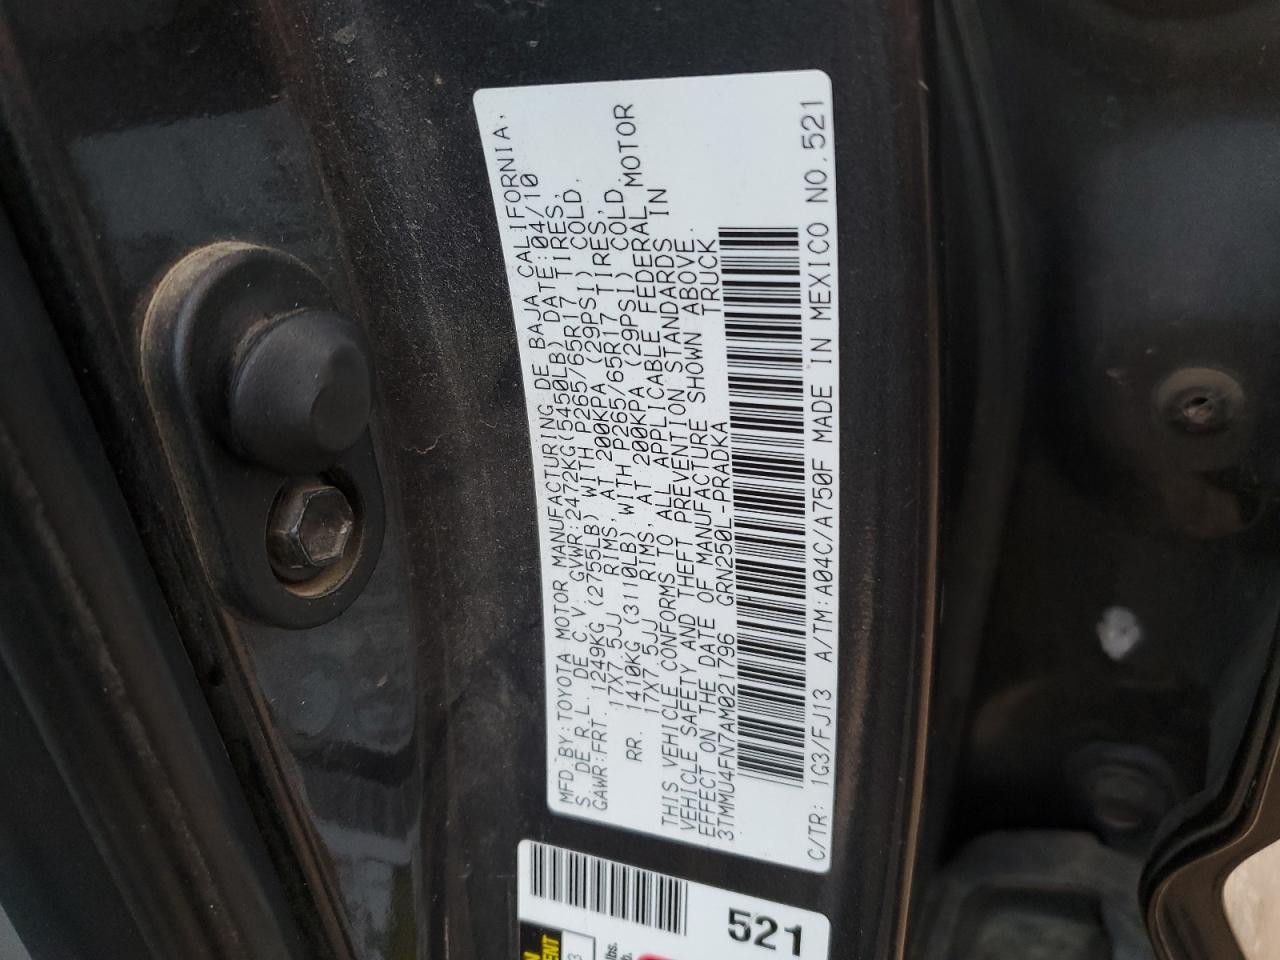 MFD.BY:TOYOTA MOTOR MANUFACTURING DE BAJA CALIFORNIA,
S. DE R.L. DE C.V. GVWR:2472KG(5450LB) DATE:04/10
GAWR:FRT. 1249KG (2755LB) WITH P265/65R17 TIRES,
17X7.5JJ RIMS, AT 200KPA (29PSI) COLD.
RR. 1410KG (3110LB) WITH P265/65R17 TIRES,
17X7.5JJ RIMS, AT 200KPA (29PSI) COLD.
THIS VEHICLE CONFORMS TO ALL APPLICABLE FEDERAL MOTOR
VEHICLE SAFETY AND THEFT PREVENTION STANDARDS IN
EFFECT ON THE DATE OF MANUFACTURE SHOWN ABOVE.
3TMMU4FN7AM021796 GRN250L-PRADKA TRUCK
C/TR: 1G3/FJ13 A/TM:A04C/A750F MADE IN MEXICO NO.521
521
lbs.